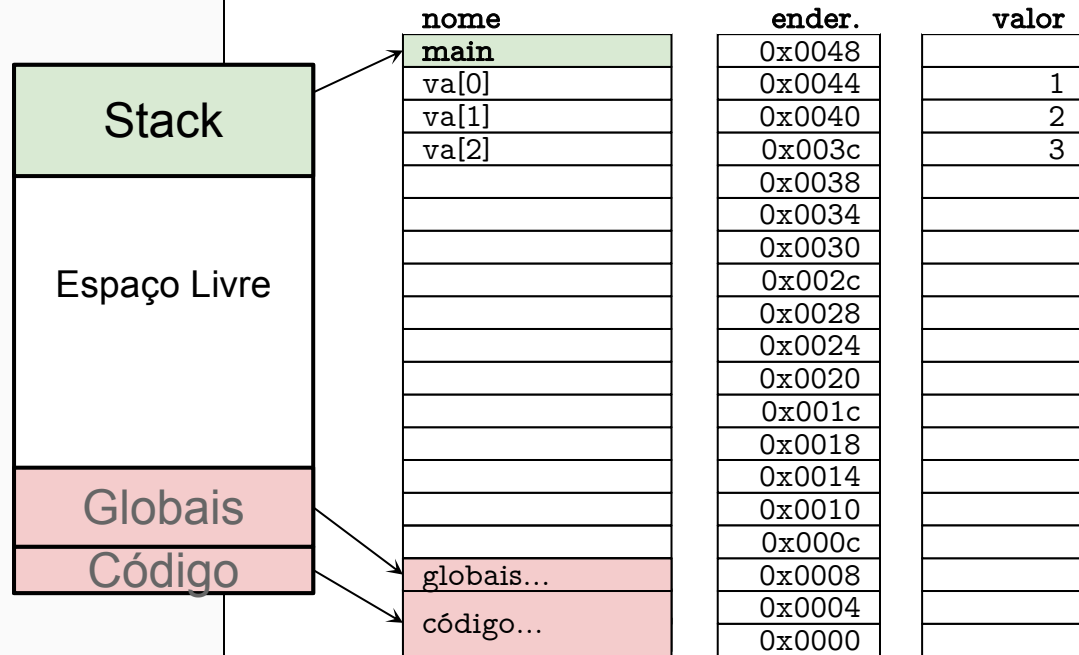 nome ender. valor
main 0x0048
va[0] 0x0044 1
va[1] 0x0040 2
va[2] 0x003c 3
0x0038
0x0034
0x0030
0x002c
0x0028
0x0024
0x0020
0x001c
0x0018
0x0014
0x0010
0x000c
globais... 0x0008
código... 0x0004
0x0000
Stack
Espaço Livre
Globais
Código